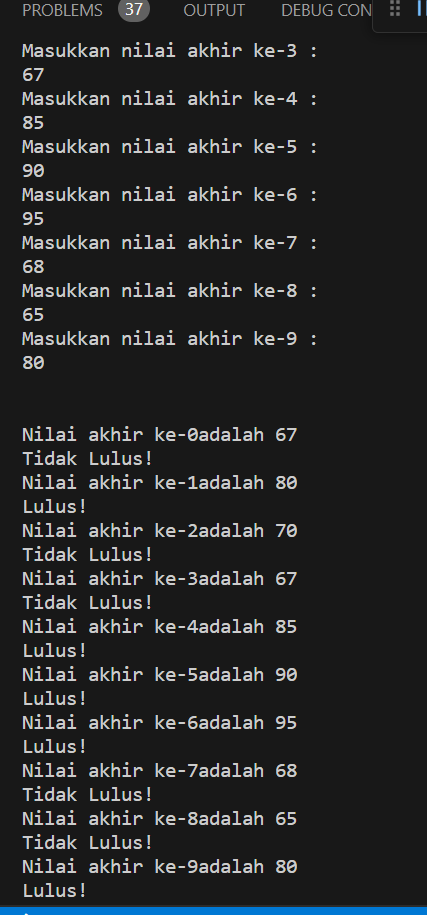 PROBLEMS 37 OUTPUT DEBUG CON
Masukkan nilai akhir ke-3 :
67
Masukkan nilai akhir ke-4 :
85
Masukkan nilai akhir ke-5 :
90
Masukkan nilai akhir ke-6 :
95
Masukkan nilai akhir ke-7 :
68
Masukkan nilai akhir ke-8 :
65
Masukkan nilai akhir ke-9 :
80
Nilai akhir ke-0adalah 67
Tidak Lulus!
Nilai akhir ke-1adalah 80
Lulus!
Nilai akhir ke-2adalah 70
Tidak Lulus!
Nilai akhir ke-3adalah 67
Tidak Lulus!
Nilai akhir ke-4adalah 85
Lulus!
Nilai akhir ke-5adalah 90
Lulus!
Nilai akhir ke-6adalah 95
Lulus!
Nilai akhir ke-7adalah 68
Tidak Lulus!
Nilai akhir ke-8adalah 65
Tidak Lulus!
Nilai akhir ke-9adalah 80
Lulus!